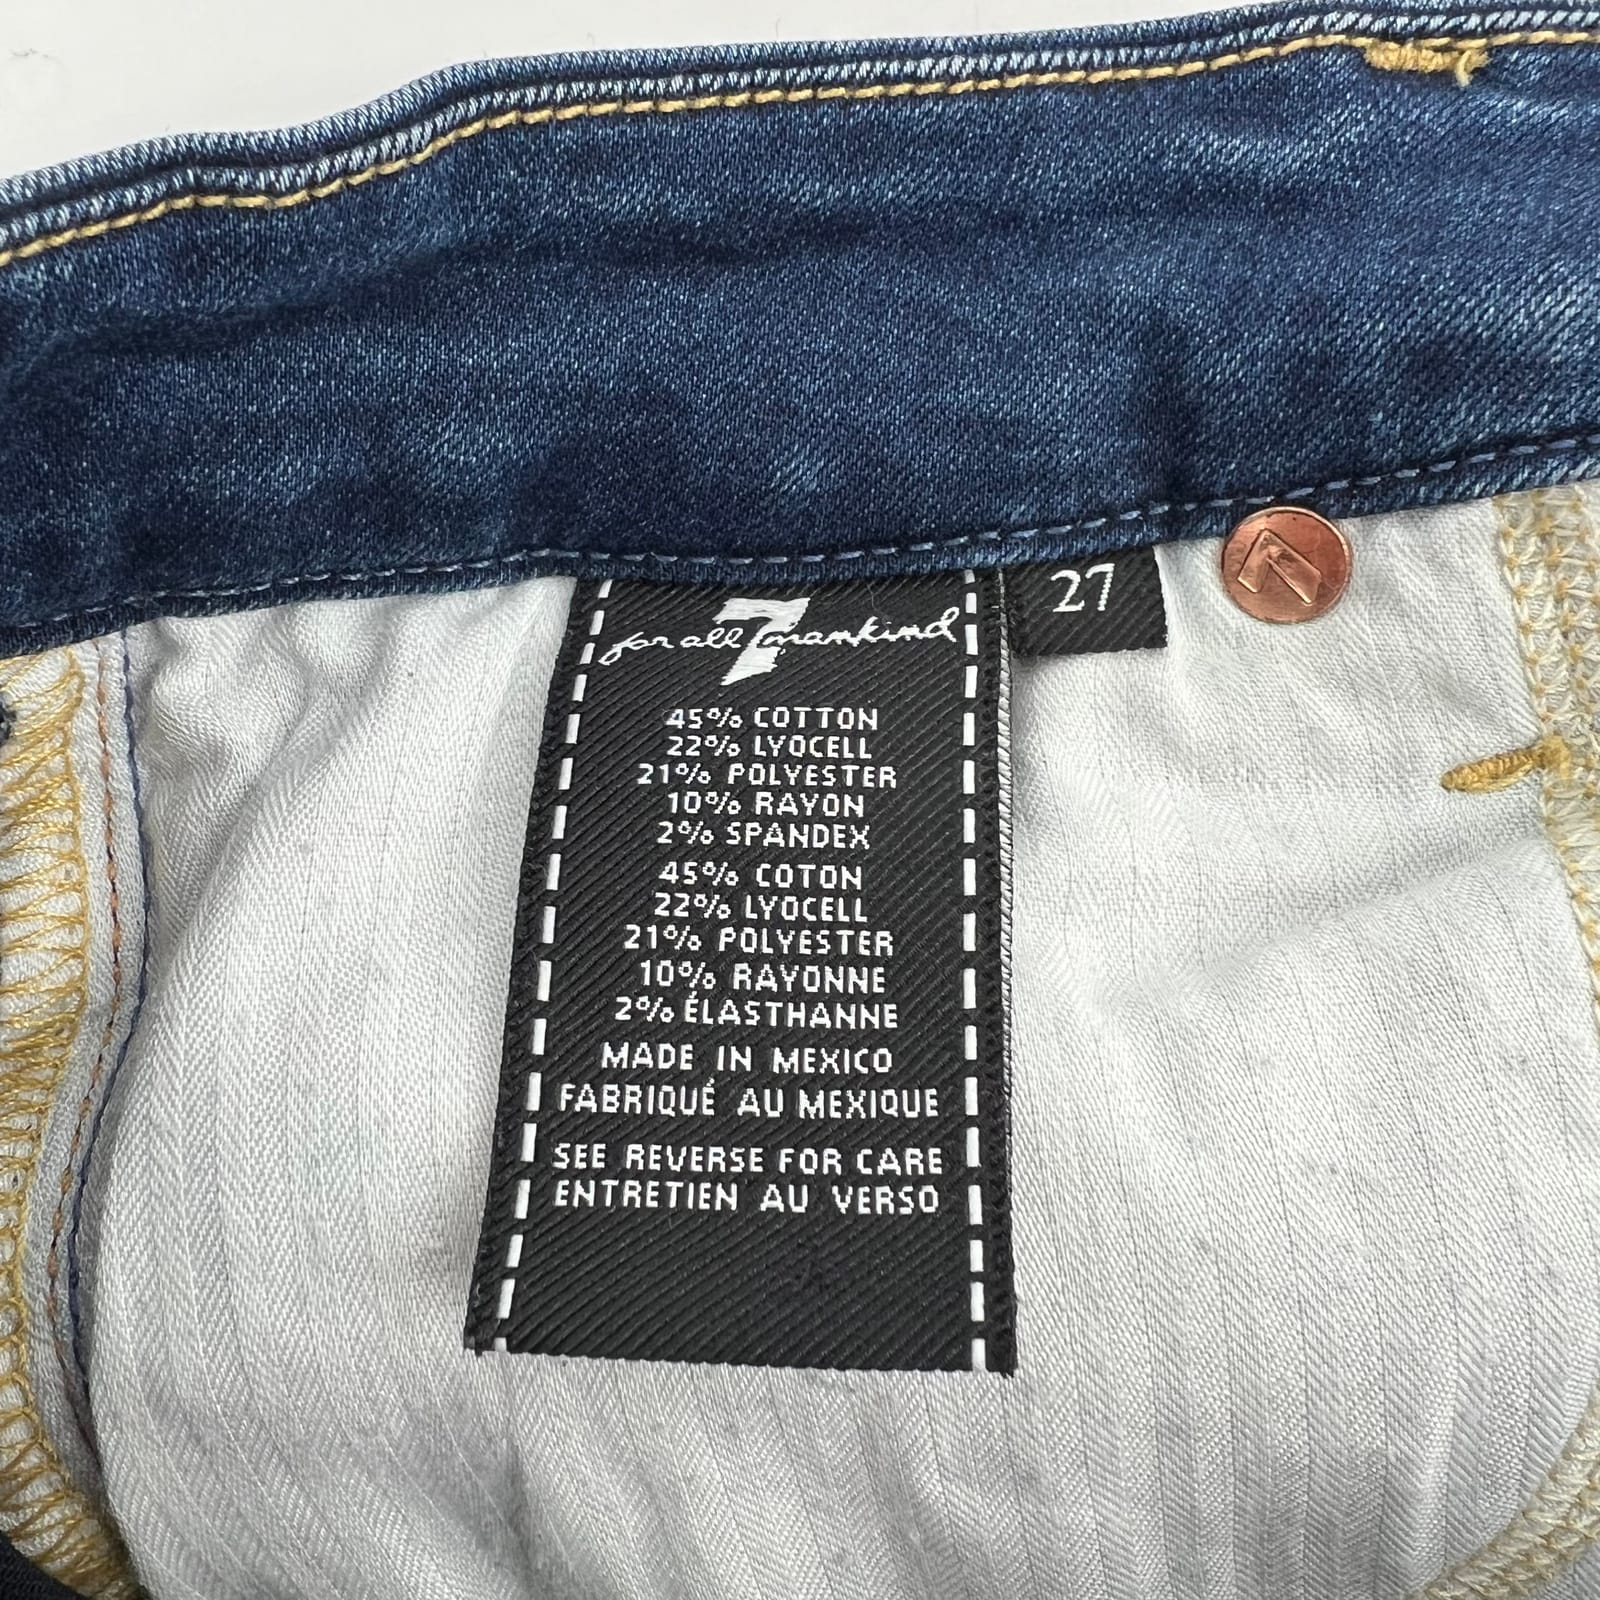 for all 7 mankind
27
45% COTTON
22% LYOCELL
21% POLYESTER
10% RAYON
2% SPANDEX
45% COTON
22% LYOCELL
21% POLYESTER
10% RAYONNE
2% ÉLASTHANNE
MADE IN MEXICO
FABRIQUÉ AU MEXIQUE
SEE REVERSE FOR CARE
ENTRETIEN AU VERSO
7